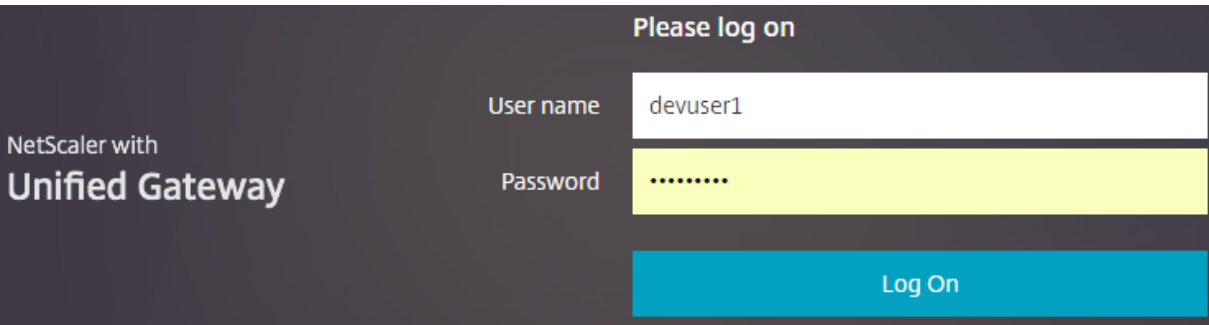 Please log on
User name
devuser1
NetScaler with
Unified Gateway
Password
•••••••••
Log On